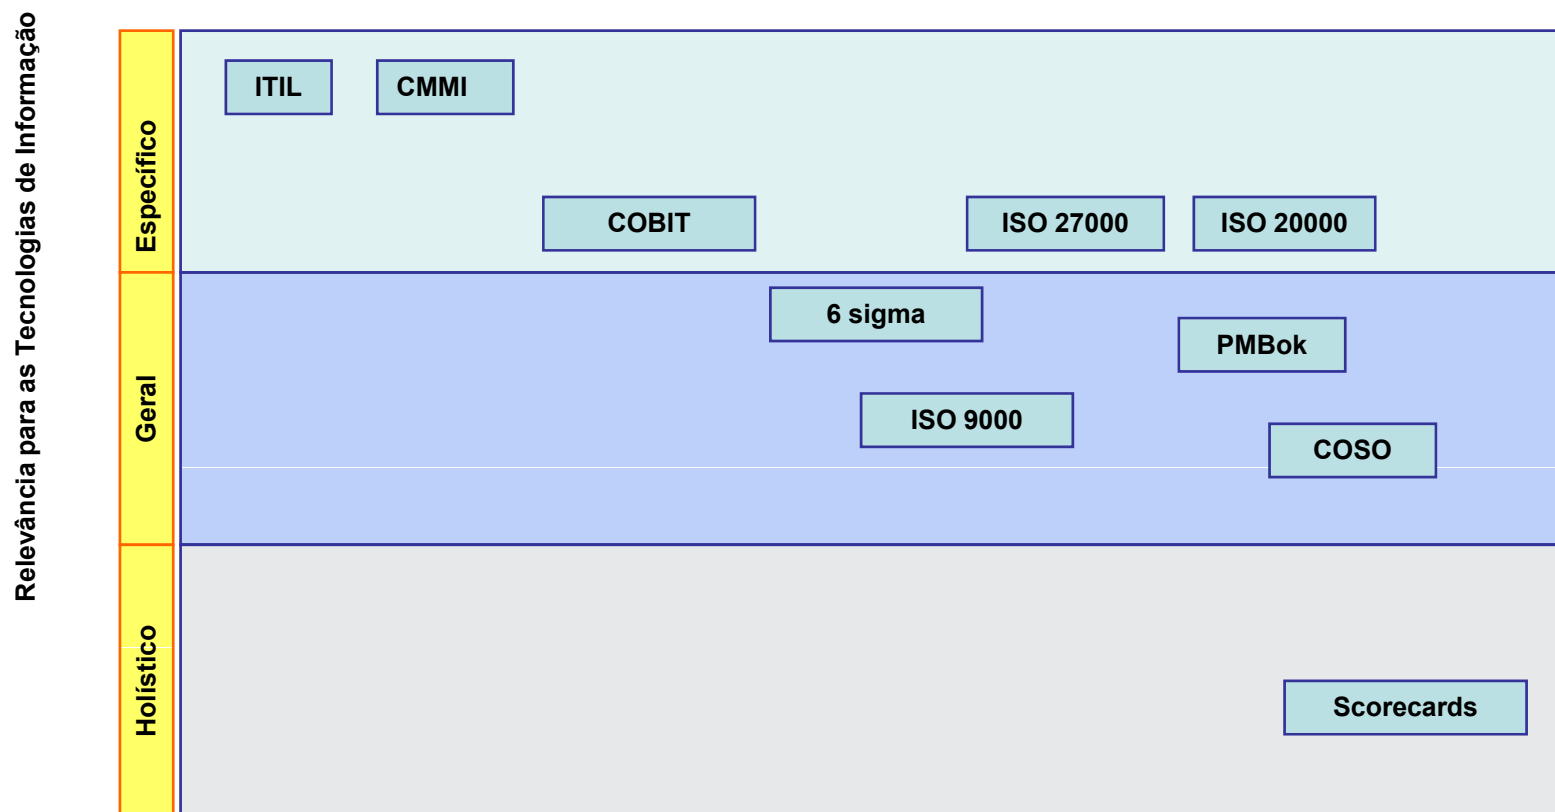 Relevância para as Tecnologias de Informação
Específico
ITIL
CMMI
COBIT
ISO 27000
ISO 20000
Geral
6 sigma
PMBok
ISO 9000
COSO
Holístico
Scorecards